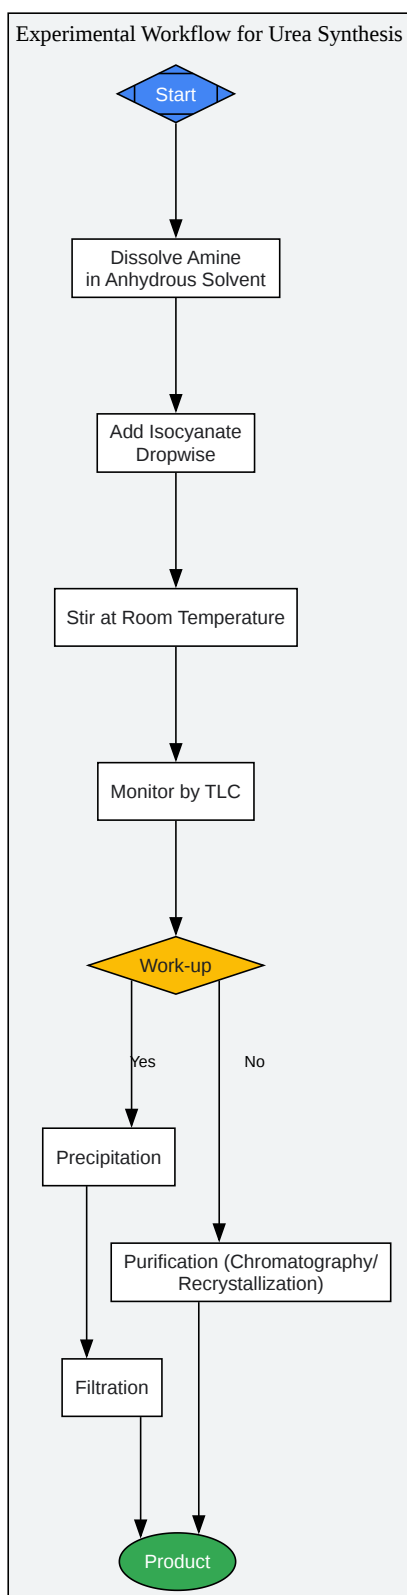 Experimental Workflow for Urea Synthesis
Start
Dissolve Amine
in Anhydrous Solvent
Add Isocyanate
Dropwise
Stir at Room Temperature
Monitor by TLC
Work-up
Yes
No
Precipitation
Purification (Chromatography/
Recrystallization)
Filtration
Product